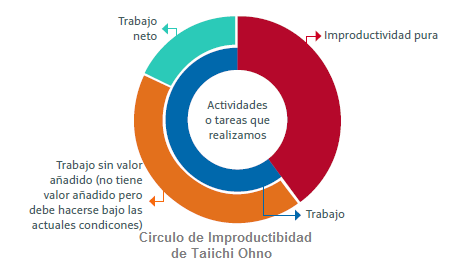 Trabajo
neto
Improductividad pura
Actividades
o tareas que
realizamos
Trabajo sin valor
añadido (no tiene
valor añadido pero
debe hacerse bajo las
actuales condicones)
Trabajo
Circulo de Improductibidad
de Taiichi Ohno